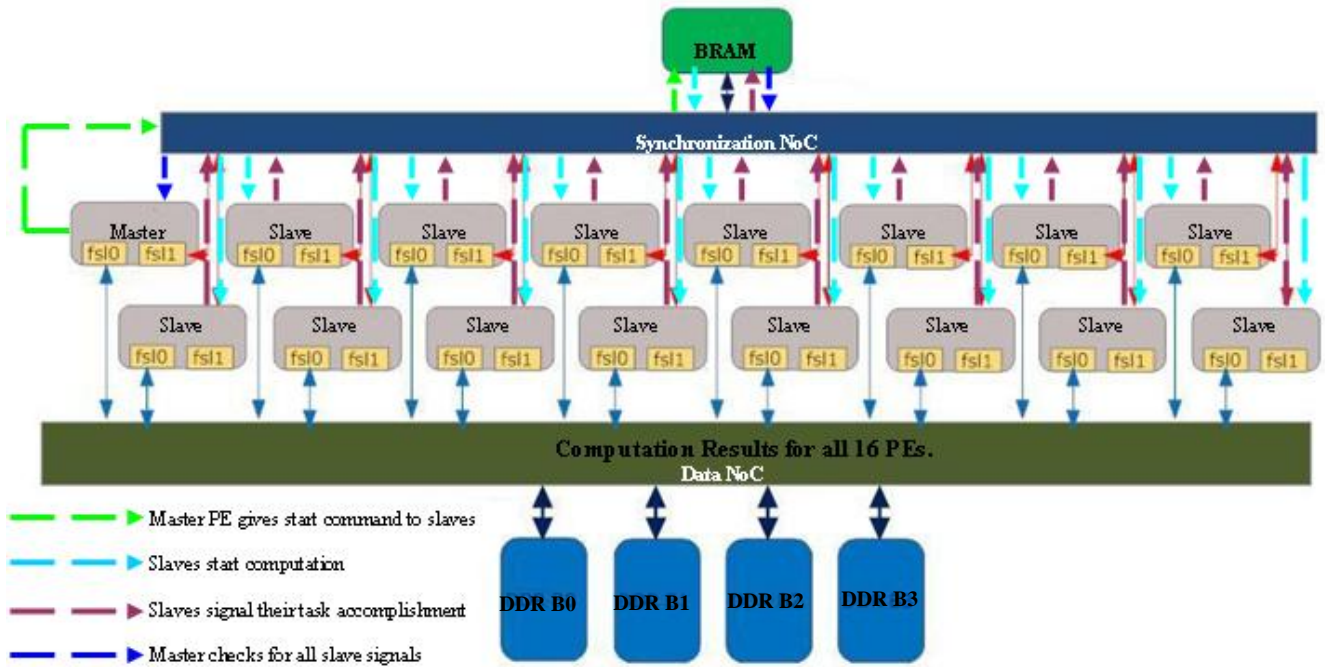 BRAM
Synchronization NoC
Master
Slave
Slave
Slave
Slave
Slave
Slave
Slave
fsl0 fsl1
fsl0 fsl1
fsl0 fsl1
fsl0 fsl1
fsl0 fsl1
fsl0 fsl1
fsl0 fsl1
fsl0 fsl1
Slave
Slave
Slave
Slave
Slave
Slave
Slave
Slave
fsl0 fsl1
fsl0 fsl1
fsl0 fsl1
fsl0 fsl1
fsl0 fsl1
fsl0 fsl1
fsl0 fsl1
fsl0 fsl1
Computation Results for all 16 PEs.
Data NoC
Master PE gives start command to slaves
Slaves start computation
Slaves signal their task accomplishment
Master checks for all slave signals
DDR B0
DDR B1
DDR B2
DDR B3